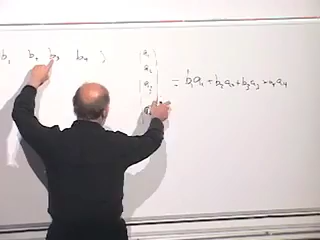 b₁ b₂ b₃ b₄ ] [ a₁ = b₁a₁ + b₂a₂ + b₃a₃ + b₄a₄
a₂
a₃